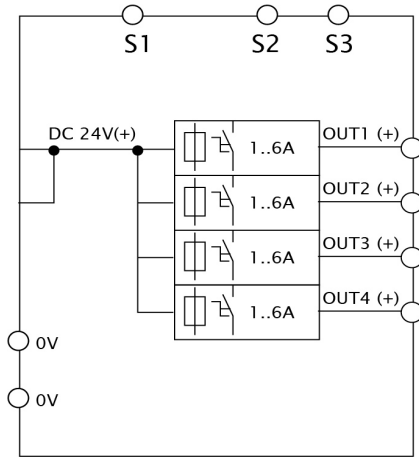 S1 S2 S3
DC 24V(+) 1..6A OUT1 (+)
1..6A OUT2 (+)
1..6A OUT3 (+)
1..6A OUT4 (+)
0V
0V